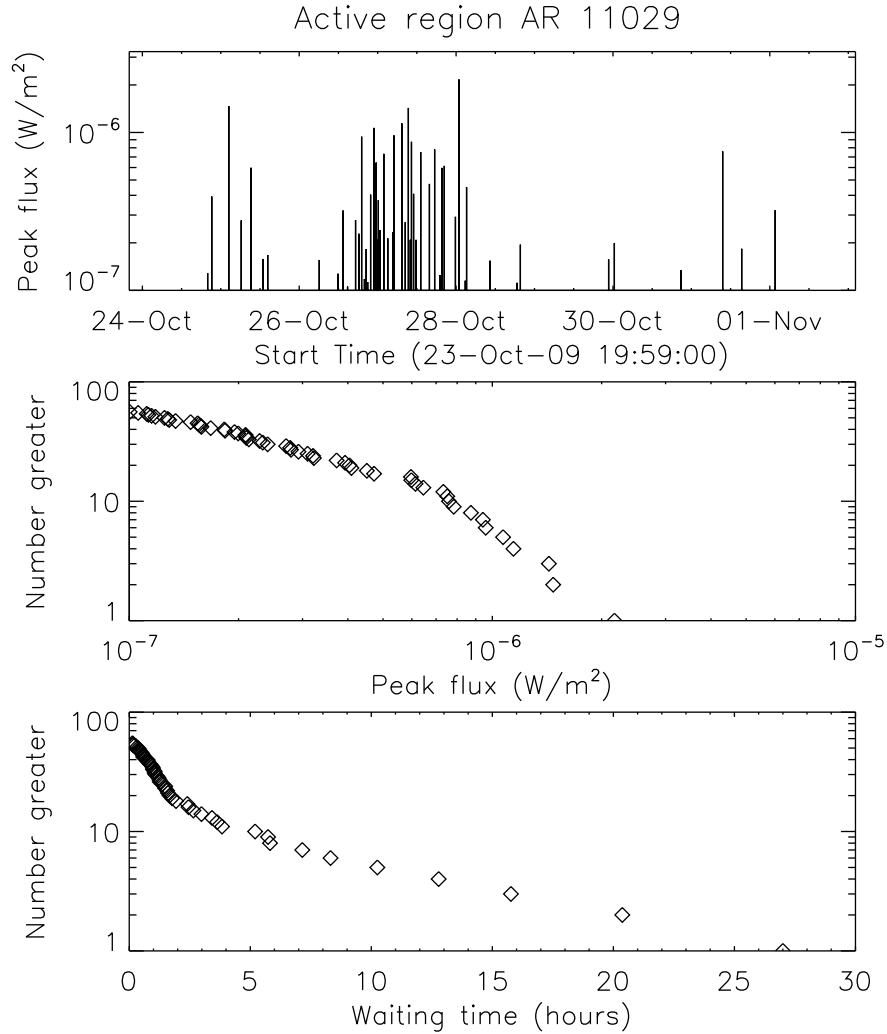 Active region AR 11029
Peak flux (W/m²)
10⁻⁶
10⁻⁷
24-Oct 26-Oct 28-Oct 30-Oct 01-Nov
Start Time (23-Oct-09 19:59:00)
Number greater
100
10
1
10⁻⁷ 10⁻⁶ 10⁻⁵
Peak flux (W/m²)
Number greater
100
10
1
0 5 10 15 20 25 30
Waiting time (hours)